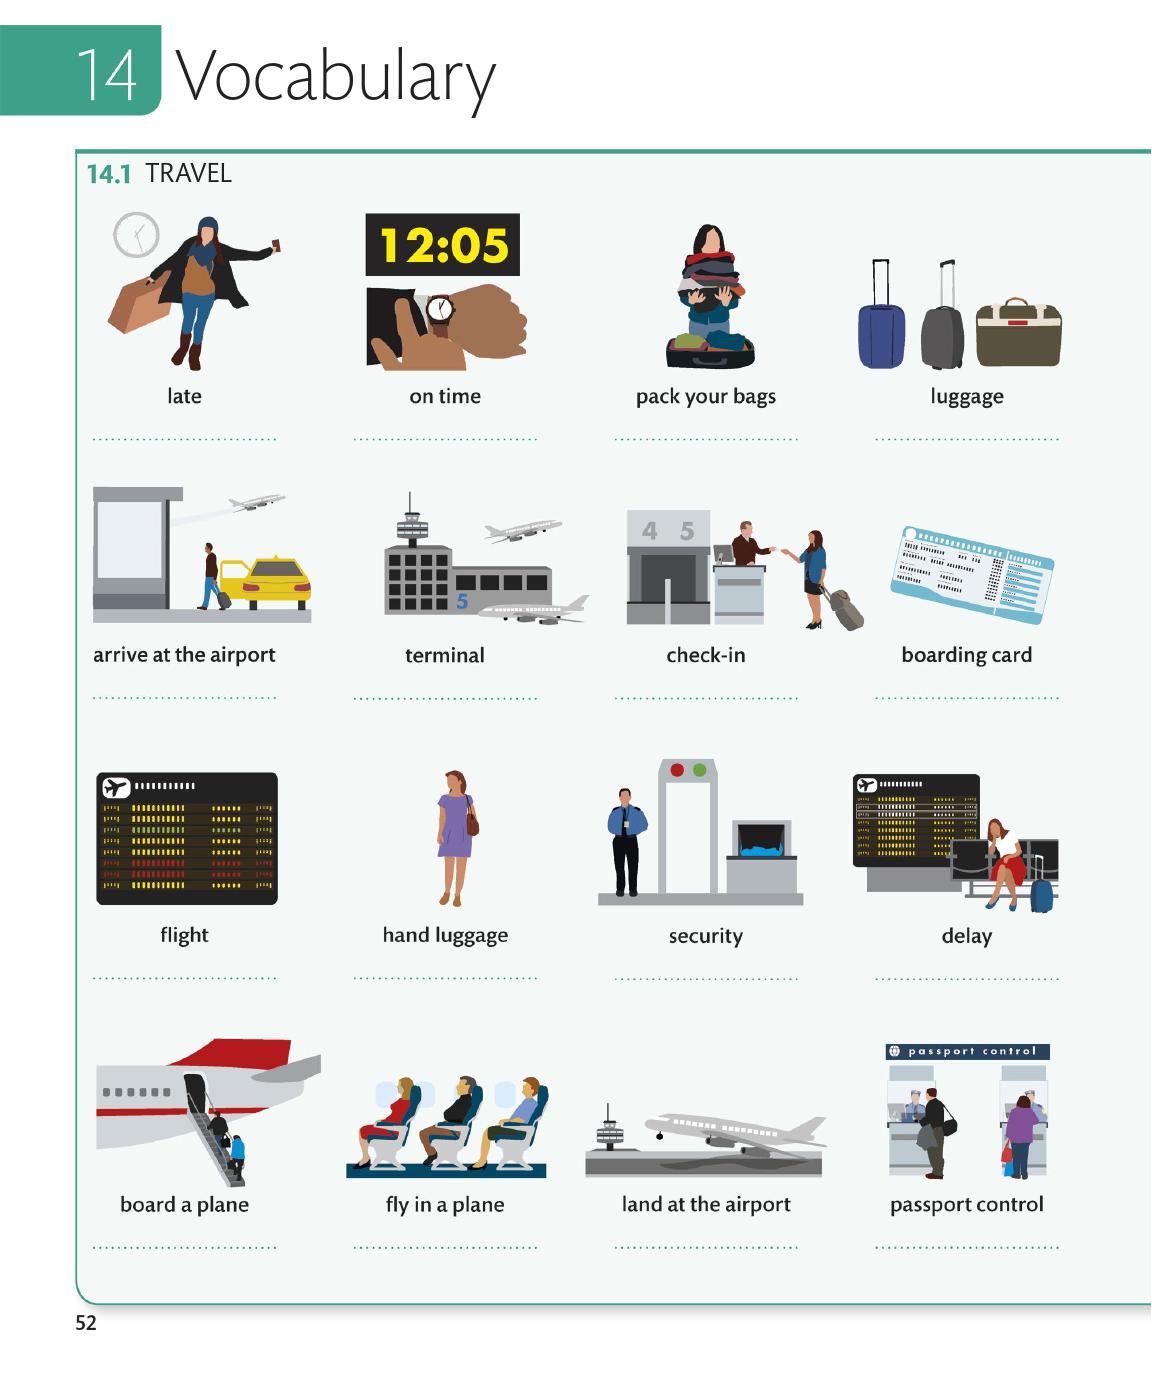 14 Vocabulary
14.1 TRAVEL
12:05
late
on time
pack your bags
luggage
4 5
5
arrive at the airport
terminal
check-in
boarding card
flight
hand luggage
security
delay
passport control
board a plane
fly in a plane
land at the airport
passport control
52